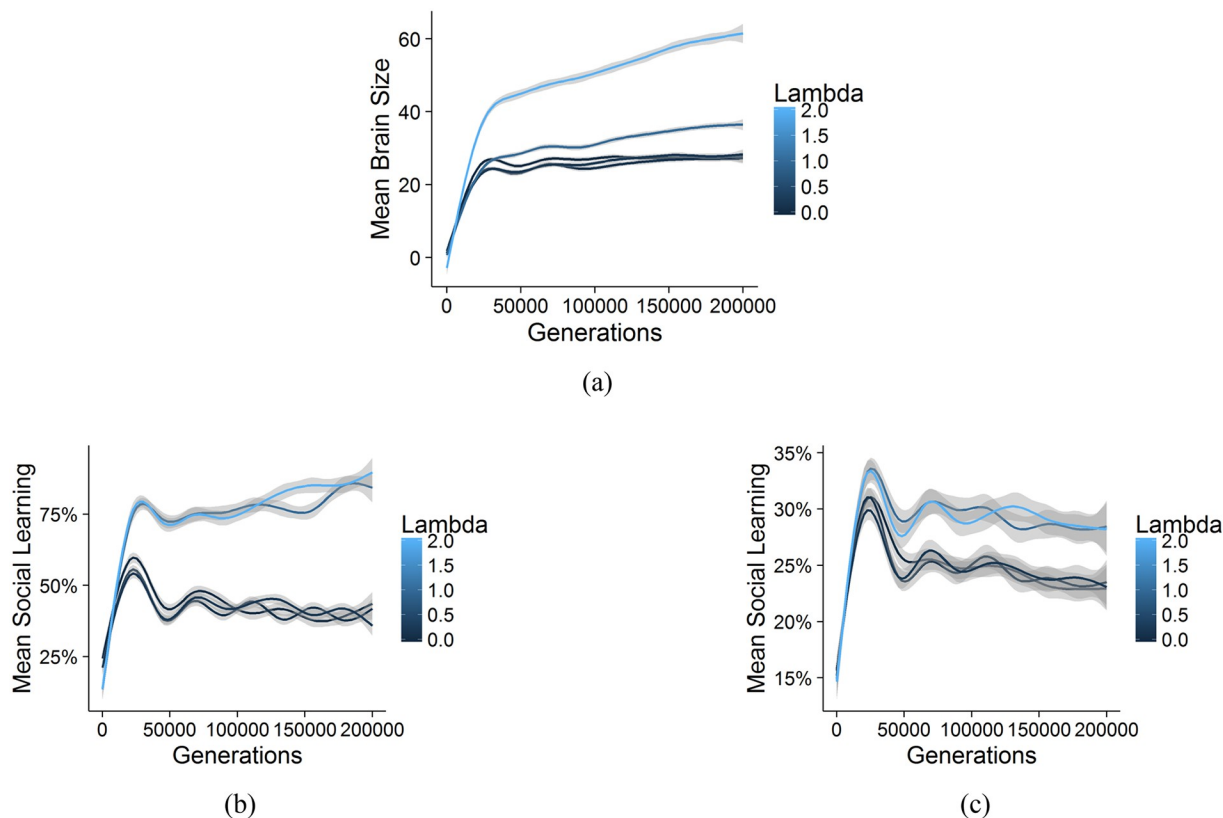 Mean Brain Size
60
40
20
0
0 50000 100000 150000 200000
Generations
Lambda
2.0
1.5
1.0
0.5
0.0
(a)
Mean Social Learning
75%
50%
25%
0 50000 100000 150000 200000
Generations
Lambda
2.0
1.5
1.0
0.5
0.0
(b)
Mean Social Learning
35%
30%
25%
20%
15%
0 50000 100000 150000 200000
Generations
Lambda
2.0
1.5
1.0
0.5
0.0
(c)